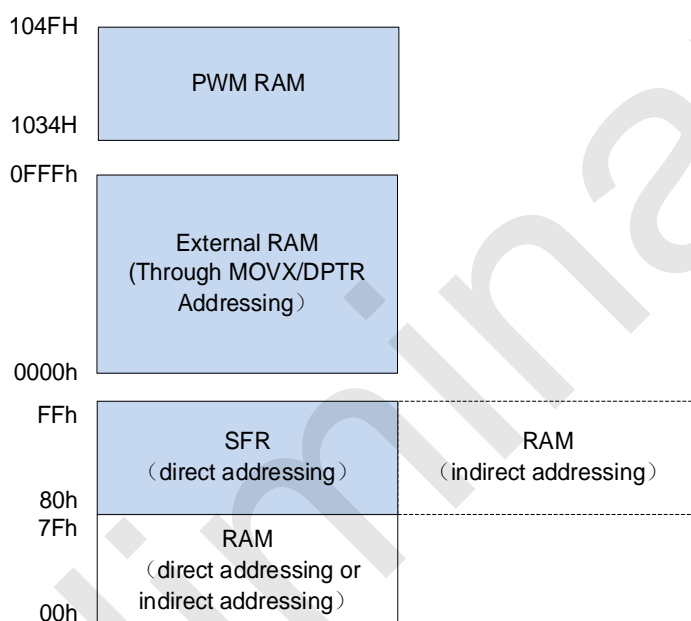 104FH
PWM RAM
1034H
0FFFh
External RAM
(Through MOVX/DPTR
Addressing）
0000h
FFh
SFR
（direct addressing）
RAM
（indirect addressing）
80h
7Fh
RAM
（direct addressing or
indirect addressing）
00h